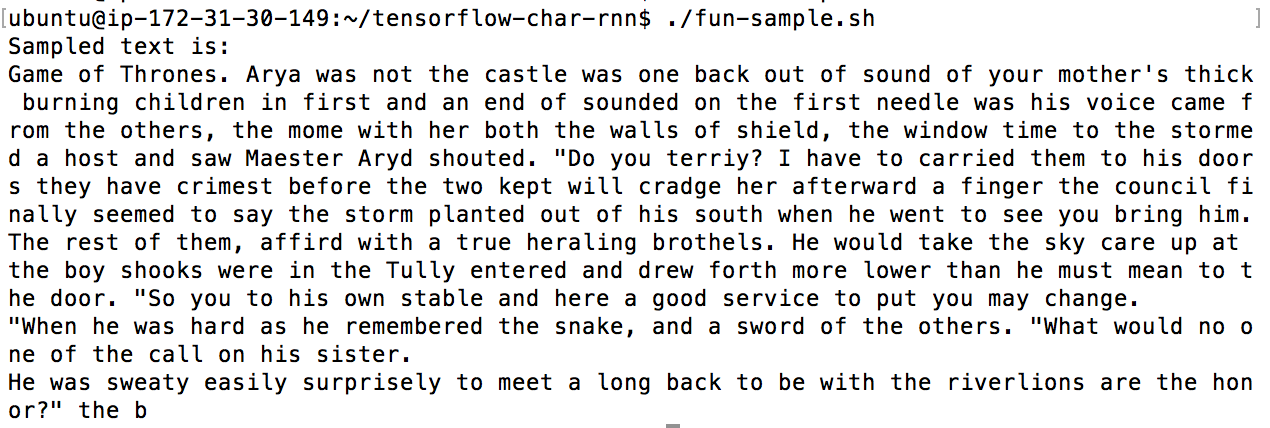 [ubuntu@ip-172-31-30-149:~/tensorflow-char-rnn$ ./fun-sample.sh ]
Sampled text is:
Game of Thrones. Arya was not the castle was one back out of sound of your mother's thick
 burning children in first and an end of sounded on the first needle was his voice came f
rom the others, the mome with her both the walls of shield, the window time to the storme
d a host and saw Maester Aryd shouted. "Do you terriy? I have to carried them to his door
s they have crimest before the two kept will cradge her afterward a finger the council fi
nally seemed to say the storm planted out of his south when he went to see you bring him.
The rest of them, affird with a true heraling brothels. He would take the sky care up at
the boy shooks were in the Tully entered and drew forth more lower than he must mean to t
he door. "So you to his own stable and here a good service to put you may change.
"When he was hard as he remembered the snake, and a sword of the others. "What would no o
ne of the call on his sister.
He was sweaty easily surprisely to meet a long back to be with the riverlions are the hon
or?" the b